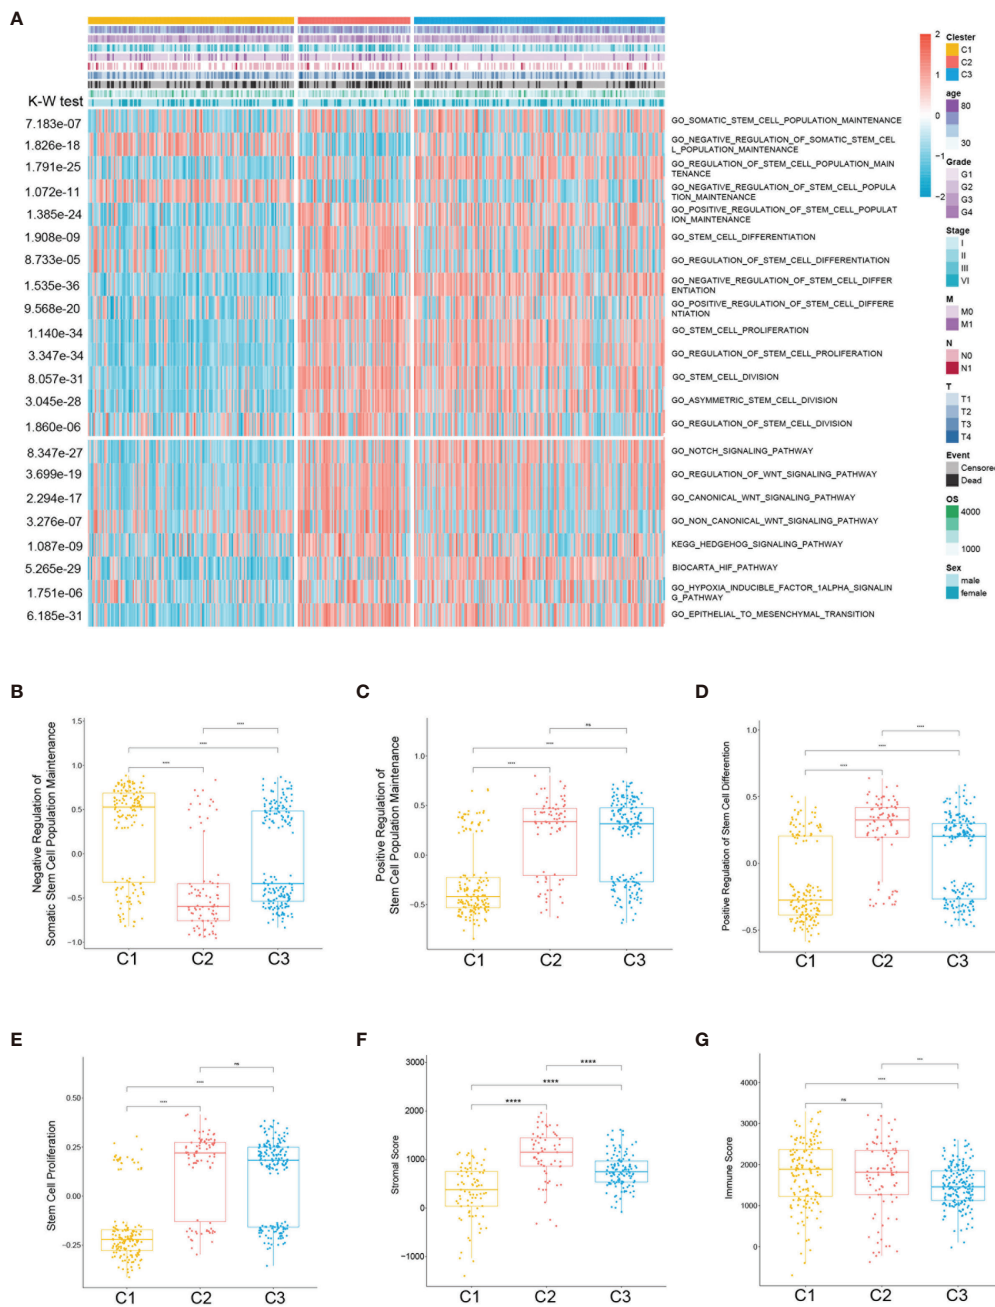 A
K-W test
7.183e-07
1.826e-18
1.791e-25
1.072e-11
1.385e-24
1.908e-09
8.733e-05
1.535e-36
9.568e-20
1.140e-34
3.347e-34
8.057e-31
3.045e-28
1.860e-06
8.347e-27
3.699e-19
2.294e-17
3.276e-07
1.087e-09
5.265e-29
1.751e-06
6.185e-31
GO_SOMATIC_STEM_CELL_POPULATION_MAINTENANCE
GO_NEGATIVE_REGULATION_OF_SOMATIC_STEM_CEL
L_POPULATION_MAINTENANCE
GO_REGULATION_OF_STEM_CELL_POPULATION_MAIN
TENANCE
GO_NEGATIVE_REGULATION_OF_STEM_CELL_POPULA
TION_MAINTENANCE
GO_POSITIVE_REGULATION_OF_STEM_CELL_POPULAT
ION_MAINTENANCE
GO_STEM_CELL_DIFFERENTIATION
GO_REGULATION_OF_STEM_CELL_DIFFERENTIATION
GO_NEGATIVE_REGULATION_OF_STEM_CELL_DIFFER
ENTIATION
GO_POSITIVE_REGULATION_OF_STEM_CELL_DIFFERE
NTIATION
GO_STEM_CELL_PROLIFERATION
GO_REGULATION_OF_STEM_CELL_PROLIFERATION
GO_STEM_CELL_DIVISION
GO_ASYMMETRIC_STEM_CELL_DIVISION
GO_REGULATION_OF_STEM_CELL_DIVISION
GO_NOTCH_SIGNALING_PATHWAY
GO_REGULATION_OF_WNT_SIGNALING_PATHWAY
GO_CANONICAL_WNT_SIGNALING_PATHWAY
GO_NON_CANONICAL_WNT_SIGNALING_PATHWAY
KEGG_HEDGEHOG_SIGNALING_PATHWAY
BIOCARTA_HIF_PATHWAY
GO_HYPOXIA_INDUCIBLE_FACTOR_1ALPHA_SIGNALIN
G_PATHWAY
GO_EPITHELIAL_TO_MESENCHYMAL_TRANSITION
2
1
0
−1
−2
Clester
C1
C2
C3
age
80
30
Grade
G1
G2
G3
G4
Stage
I
II
III
VI
M
M0
M1
N
N0
N1
T
T1
T2
T3
T4
Event
Censored
Dead
OS
4000
1000
Sex
male
female
B
Negative Regulation of
Somatic Stem Cell Population Maintenance
1.5
1.0
0.5
0.0
−0.5
−1.0
****
****
****
C1
C2
C3
C
Positive Regulation of
Stem Cell Population Maintenance
1.0
0.5
0.0
−0.5
ns
****
****
C1
C2
C3
D
Positive Regulation of Stem Cell Differention
1.0
0.5
0.0
−0.5
****
****
****
C1
C2
C3
E
Stem Cell Proliferation
0.50
0.25
0.00
−0.25
ns
****
****
C1
C2
C3
F
Stromal Score
3000
2000
1000
0
−1000
****
****
****
C1
C2
C3
G
Immune Score
4000
3000
2000
1000
0
***
****
ns
C1
C2
C3